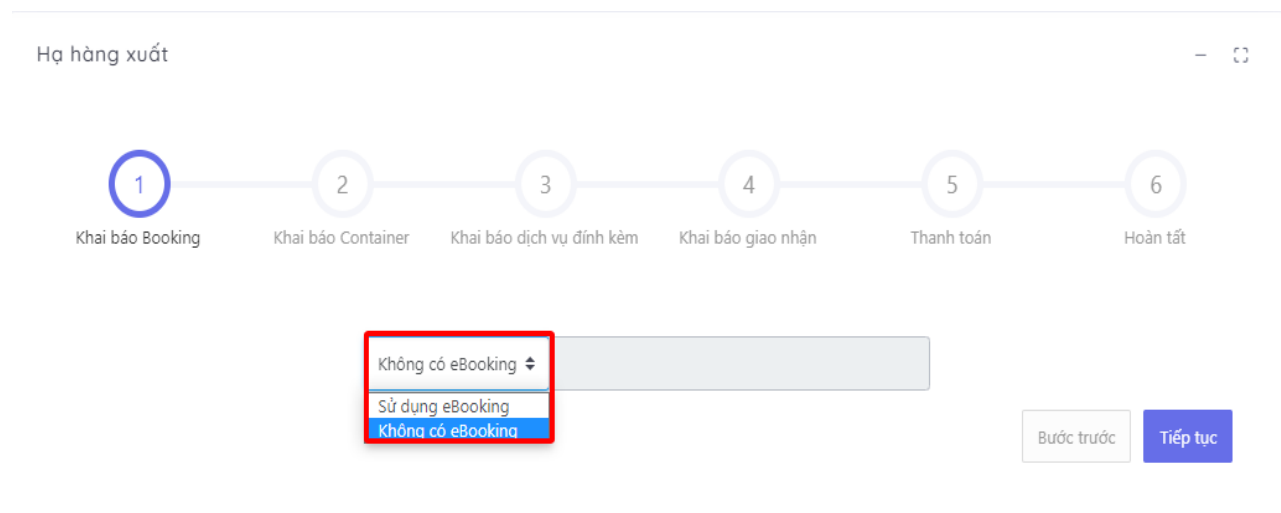 Hạ hàng xuất
1 2 3 4 5 6
Khai báo Booking Khai báo Container Khai báo dịch vụ đính kèm Khai báo giao nhận Thanh toán Hoàn tất
Không có eBooking
Sử dụng eBooking
Không có eBooking
Bước trước Tiếp tục